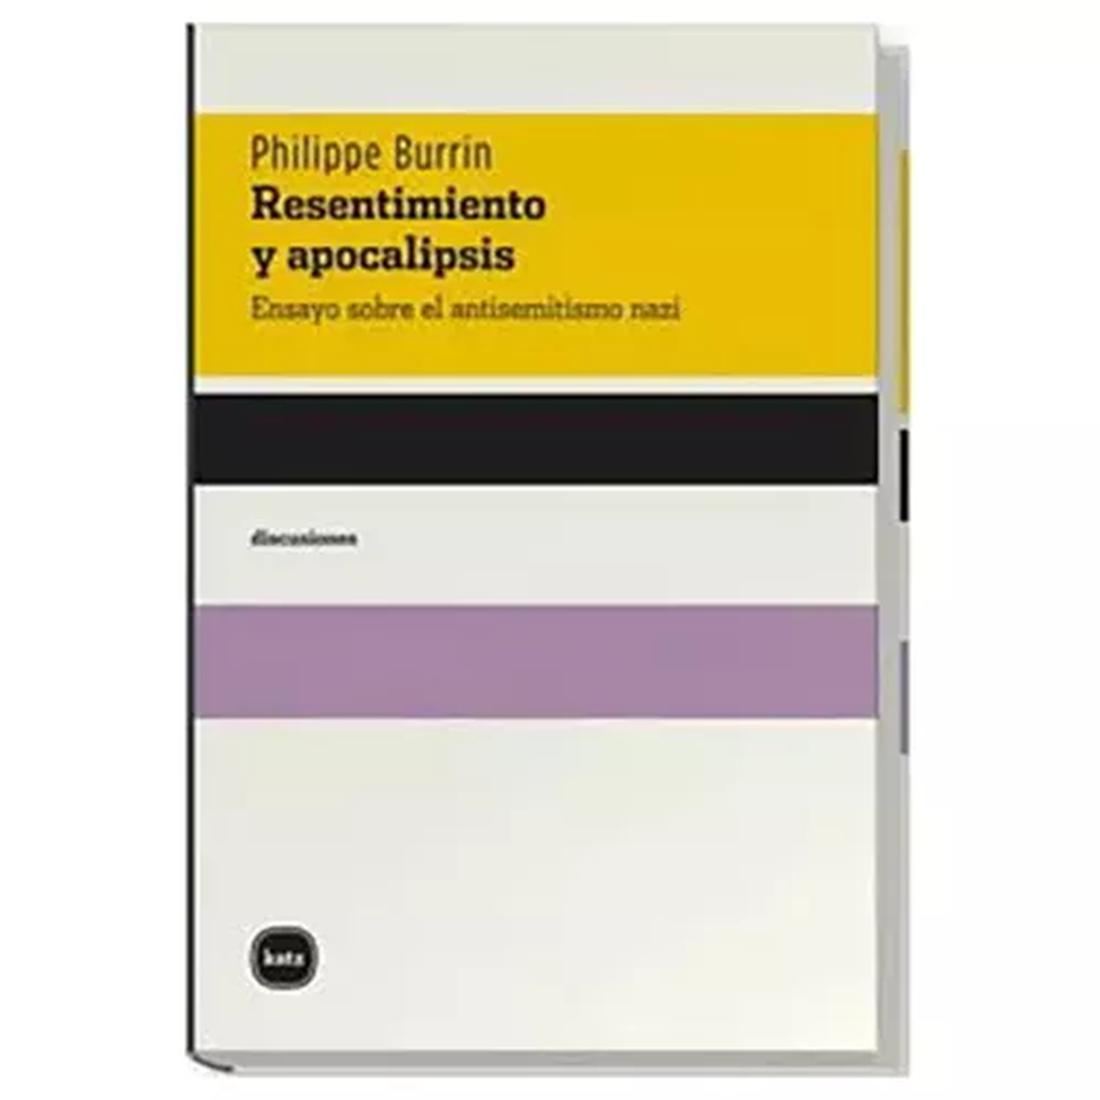 Philippe Burrin
Resentimiento
y apocalipsis
Ensayo sobre el antisemitismo nazi
discusiones
katz